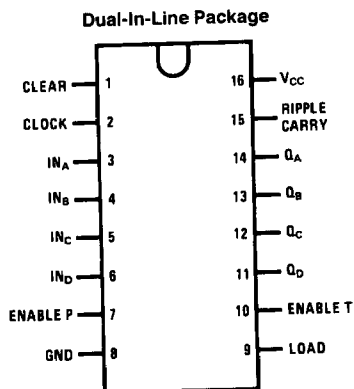 Dual-In-Line Package
CLEAR 1
CLOCK 2
INA 3
INB 4
INC 5
IND 6
ENABLE P 7
GND 8
16 VCC
15 RIPPLE
CARRY
14 QA
13 QB
12 QC
11 QD
10 ENABLE T
9 LOAD